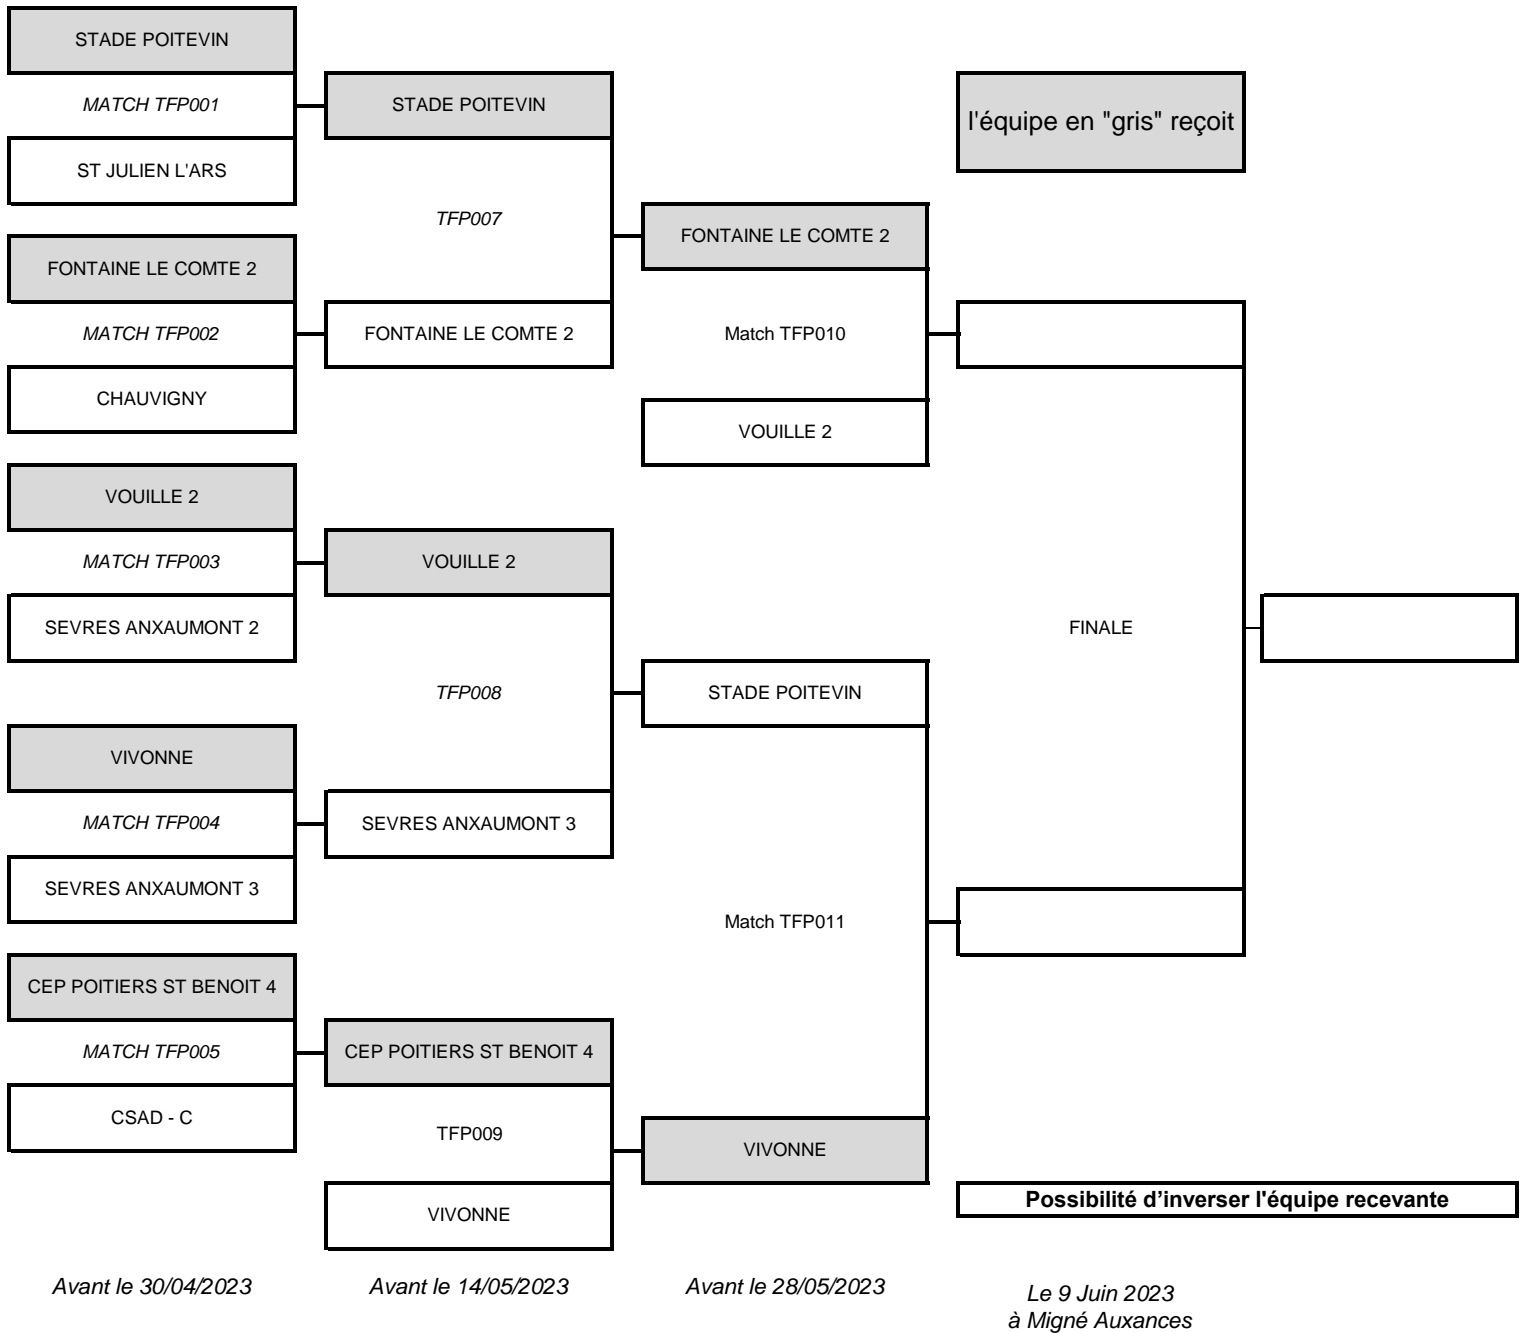 STADE POITEVIN
MATCH TFP001
ST JULIEN L'ARS
FONTAINE LE COMTE 2
MATCH TFP002
CHAUVIGNY
VOUILLE 2
MATCH TFP003
SEVRES ANXAUMONT 2
VIVONNE
MATCH TFP004
SEVRES ANXAUMONT 3
CEP POITIERS ST BENOIT 4
MATCH TFP005
CSAD - C
Avant le 30/04/2023
STADE POITEVIN
TFP007
FONTAINE LE COMTE 2
VOUILLE 2
TFP008
SEVRES ANXAUMONT 3
CEP POITIERS ST BENOIT 4
TFP009
VIVONNE
Avant le 14/05/2023
FONTAINE LE COMTE 2
Match TFP010
VOUILLE 2
STADE POITEVIN
Match TFP011
VIVONNE
Avant le 28/05/2023
l'équipe en "gris" reçoit
FINALE
Possibilité d’inverser l'équipe recevante
Le 9 Juin 2023
à Migné Auxances